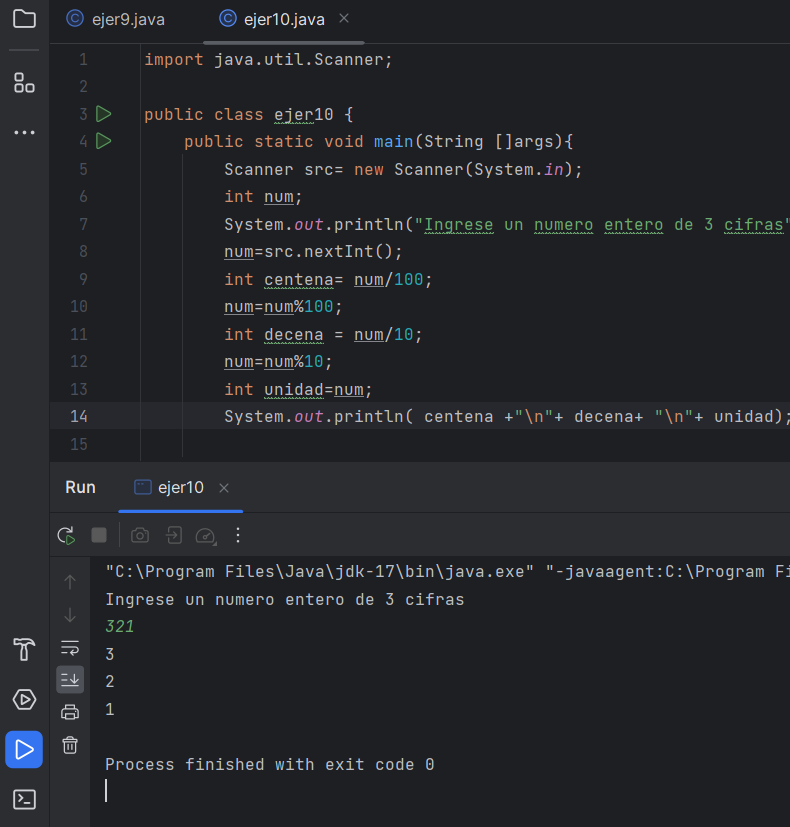 ejer9.java ejer10.java
1 import java.util.Scanner;
2
3 public class ejer10 {
4 public static void main(String []args){
5 Scanner src= new Scanner(System.in);
6 int num;
7 System.out.println("Ingrese un numero entero de 3 cifras"
8 num=src.nextInt();
9 int centena= num/100;
10 num=num%100;
11 int decena = num/10;
12 num=num%10;
13 int unidad=num;
14 System.out.println( centena +"\n"+ decena+ "\n"+ unidad);
15
Run ejer10
"C:\Program Files\Java\jdk-17\bin\java.exe" "-javaagent:C:\Program Fi
Ingrese un numero entero de 3 cifras
321
3
2
1
Process finished with exit code 0